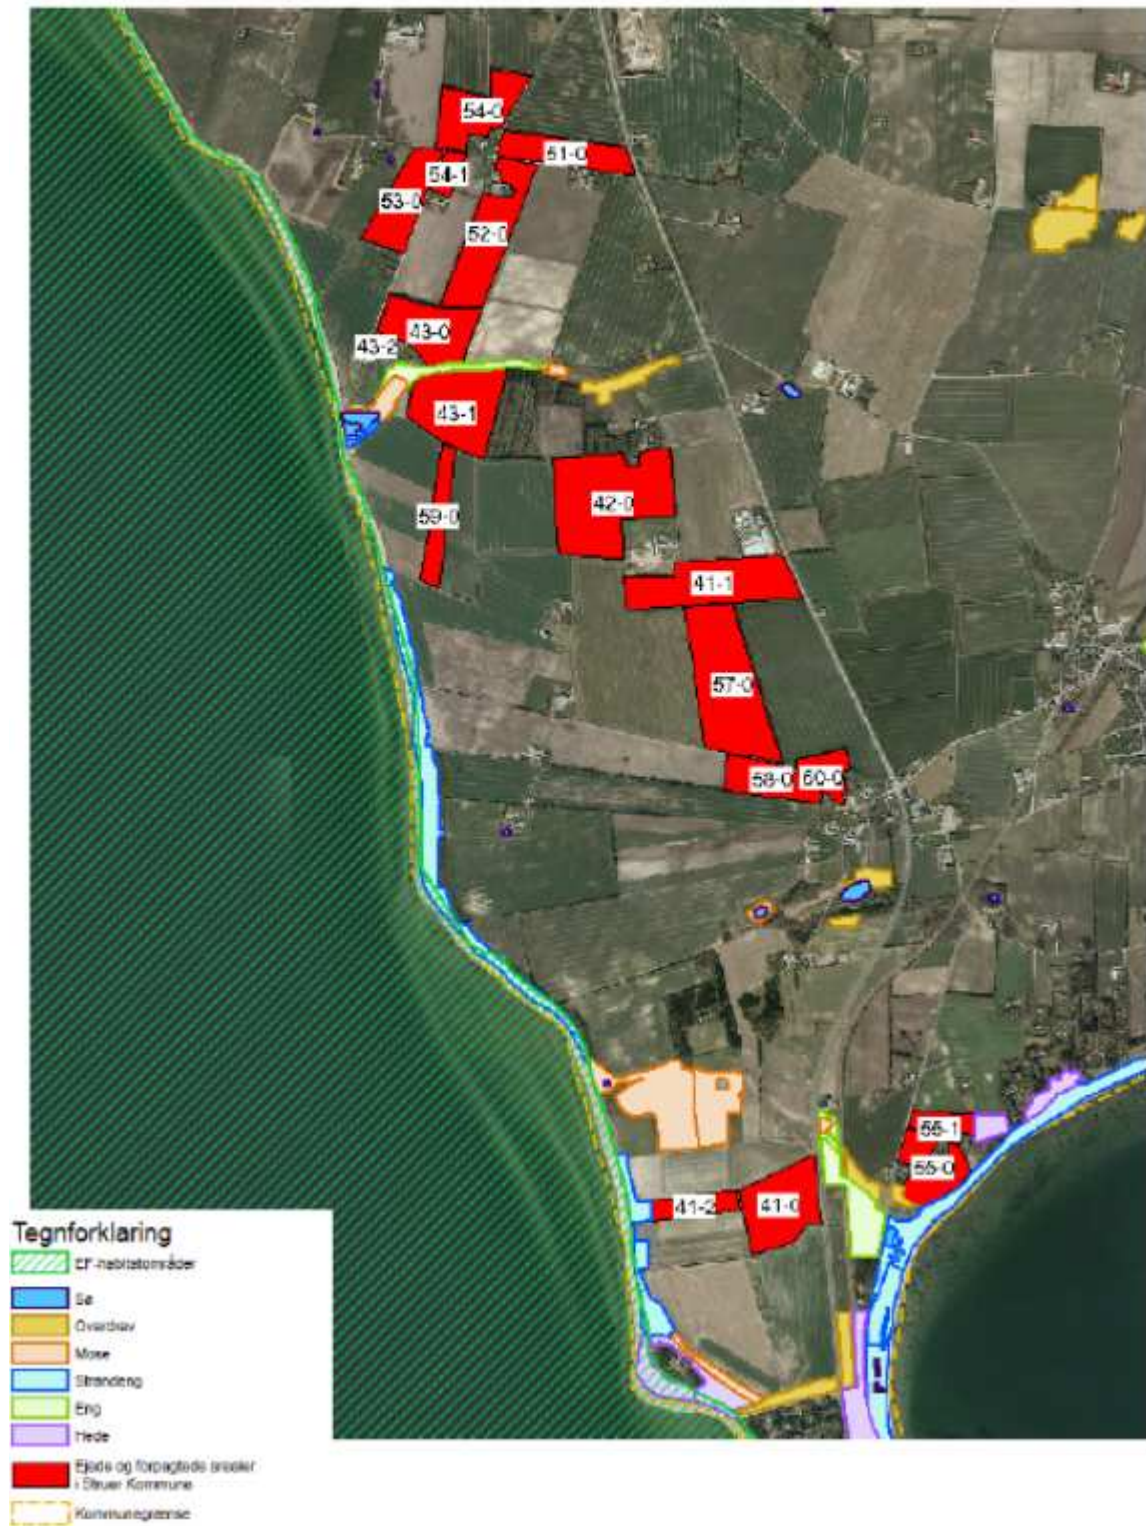 54-0
51-0
54-1
53-0
52-0
43-0
43-2
43-1
42-0
59-0
41-1
57-0
58-0
60-0
55-1
55-0
41-2
41-0
Tegnforklaring
EF-habitatområder
Sø
Overdrev
Mose
Strandeng
Eng
Hede
Ejede og forpagtede arealer
i Struer Kommune
Kommunegrænse